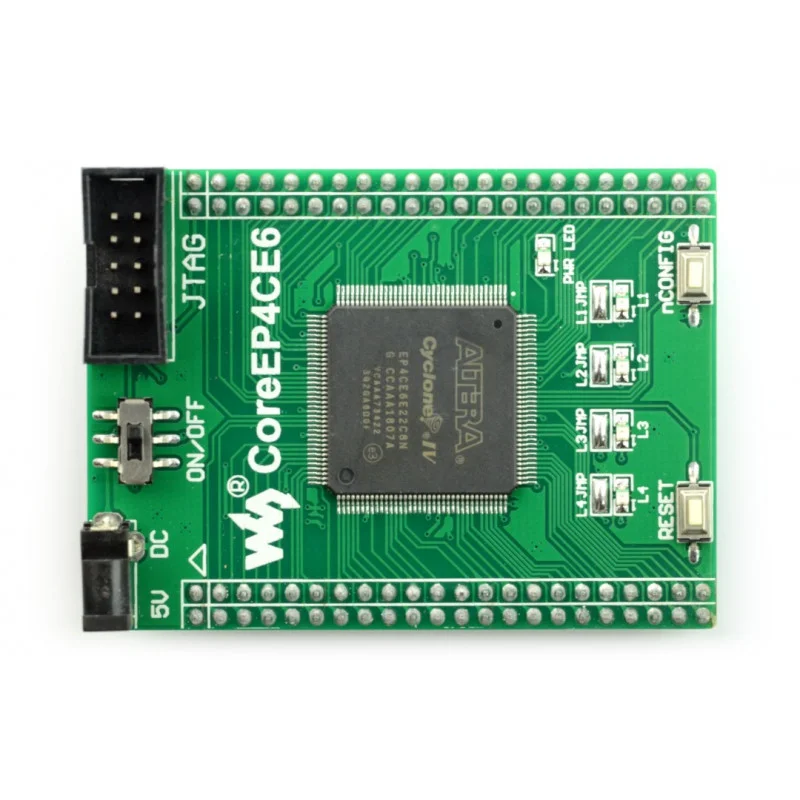 JTAG
ON/OFF
DC
5V
CoreEP4CE6
®
ALTERA®
Cyclone IV
EP4CE6E22C8N
G CCAAA1607A
PWR LED
nCONFIG
L1JMP
L1
L2JMP
L2
L3JMP
L3
L4JMP
L4
RESET